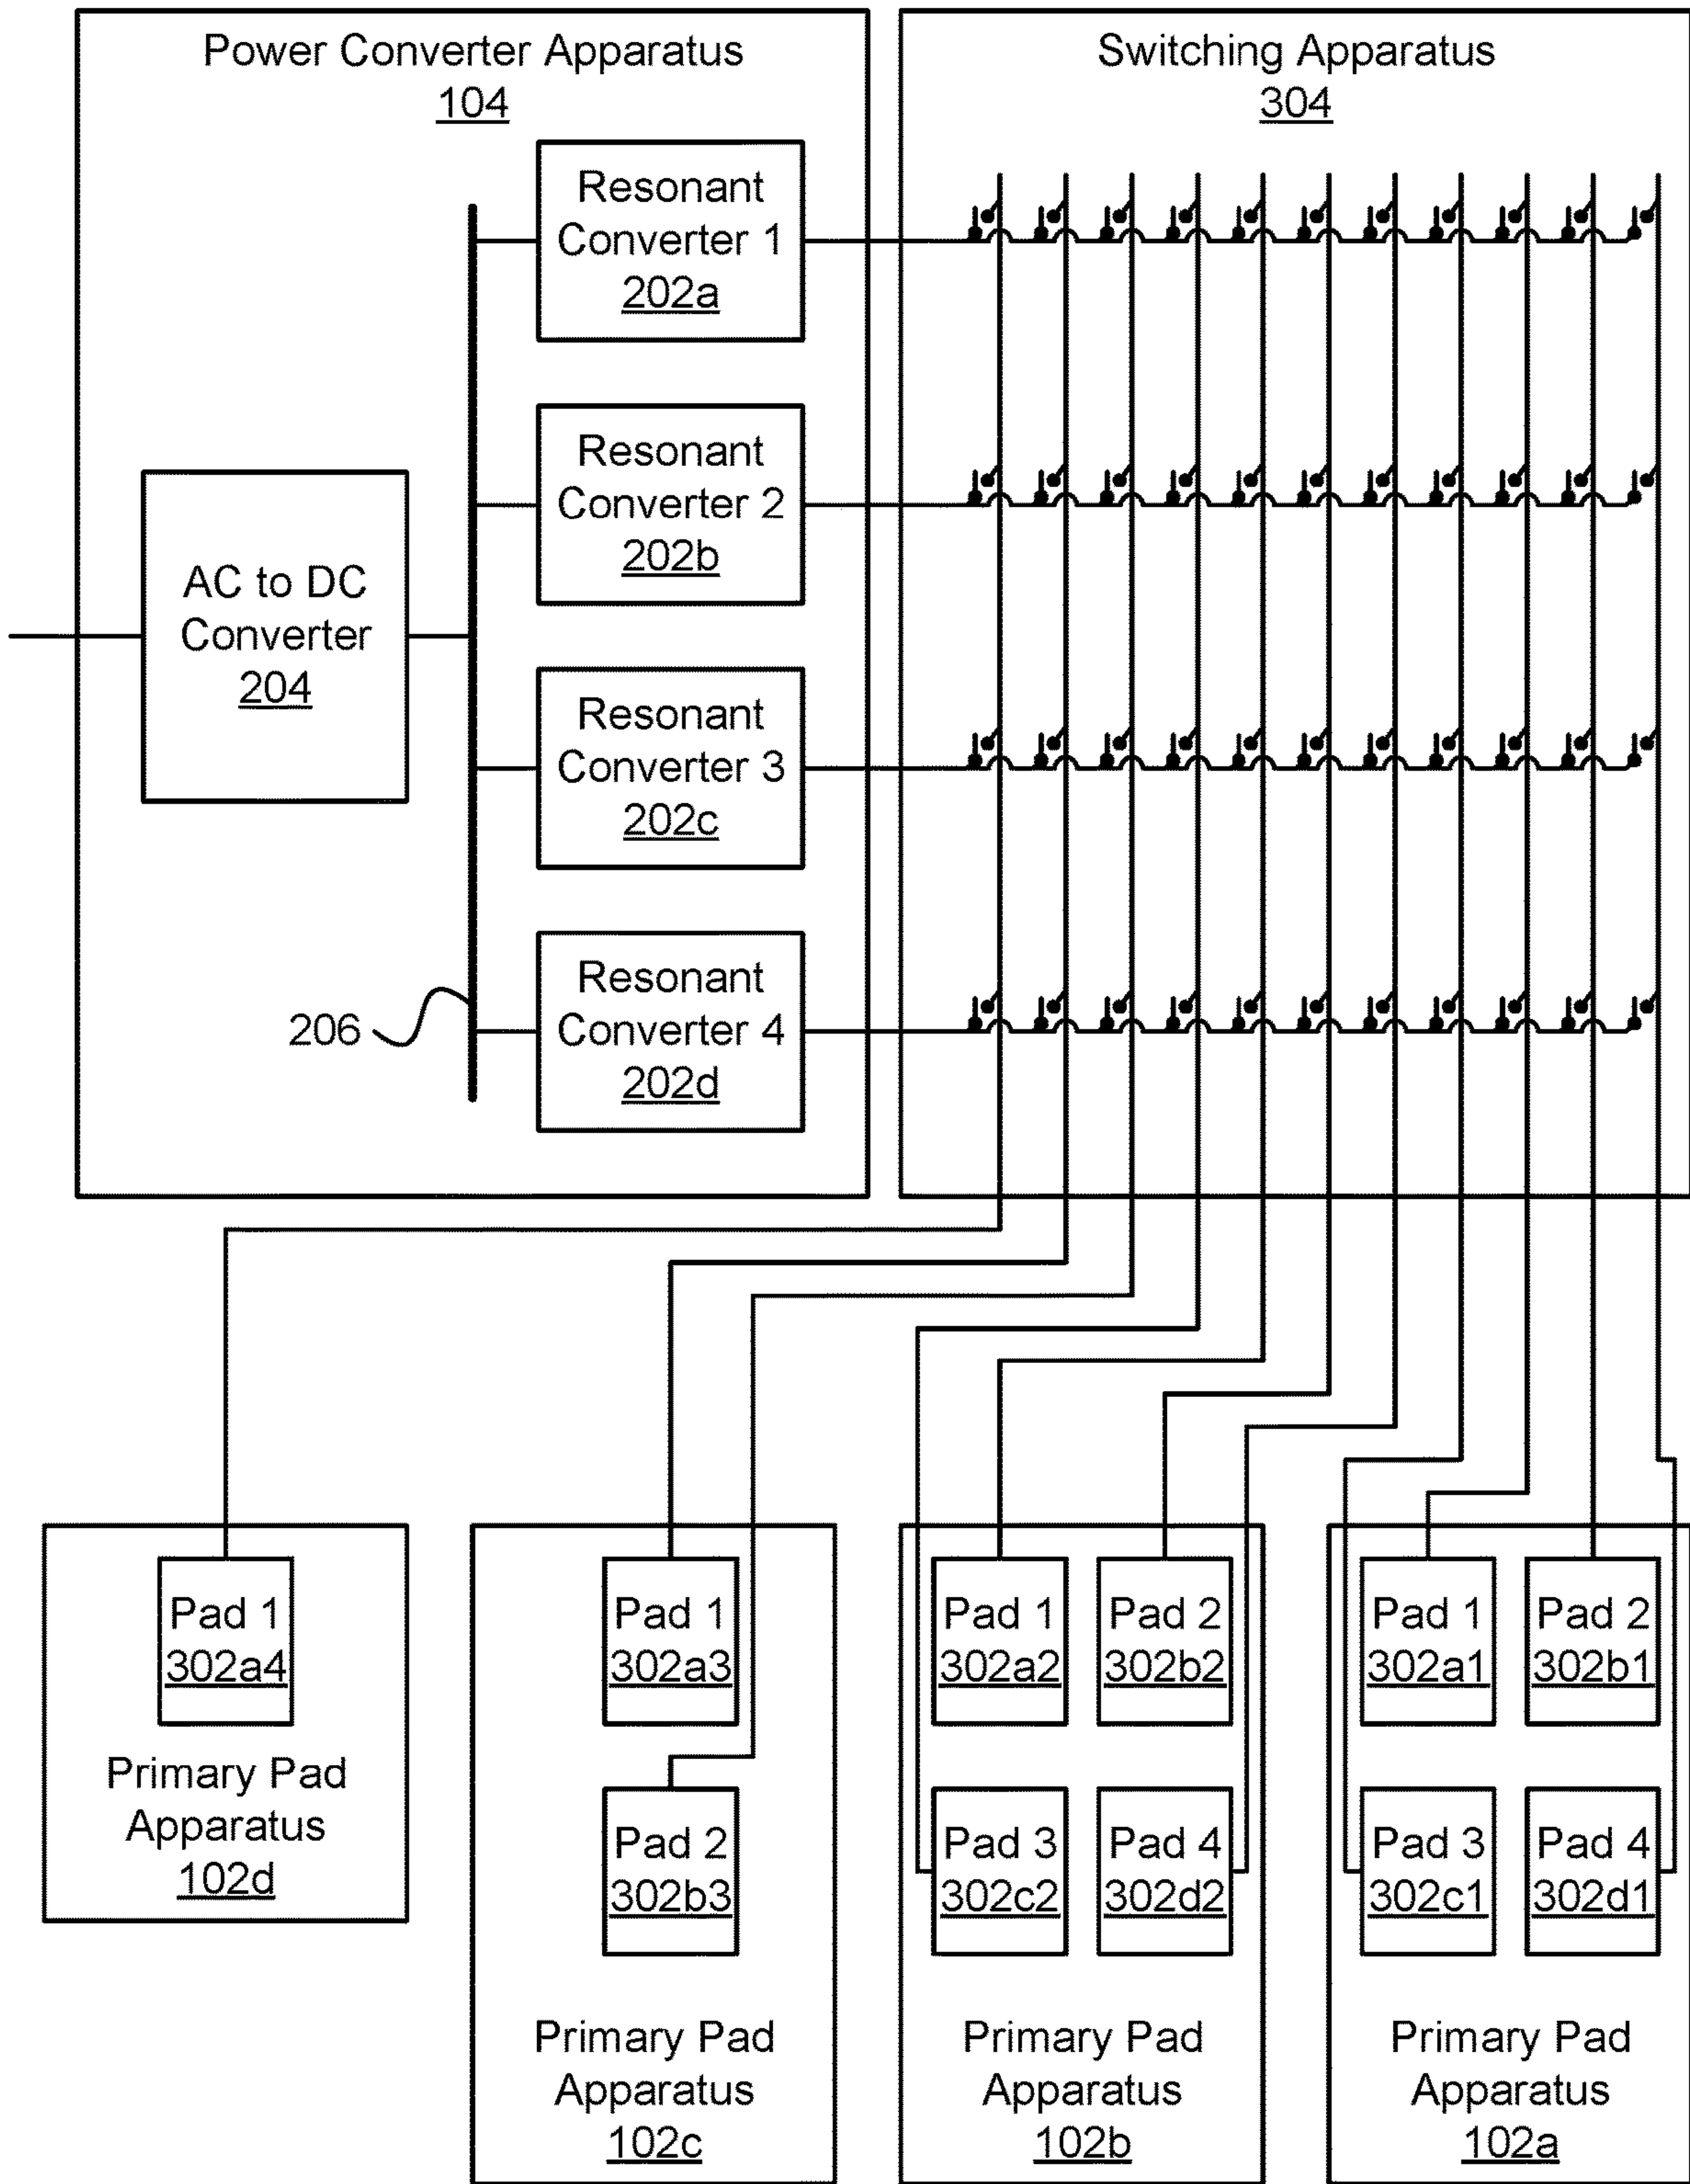 Power Converter Apparatus
104
Switching Apparatus
304
Resonant
Converter 1
202a
Resonant
Converter 2
202b
AC to DC
Converter
204
Resonant
Converter 3
202c
Resonant
Converter 4
202d
206
Pad 1
302a4
Primary Pad
Apparatus
102d
Pad 1
302a3
Pad 2
302b3
Primary Pad
Apparatus
102c
Pad 1
302a2
Pad 2
302b2
Pad 3
302c2
Pad 4
302d2
Primary Pad
Apparatus
102b
Pad 1
302a1
Pad 2
302b1
Pad 3
302c1
Pad 4
302d1
Primary Pad
Apparatus
102a